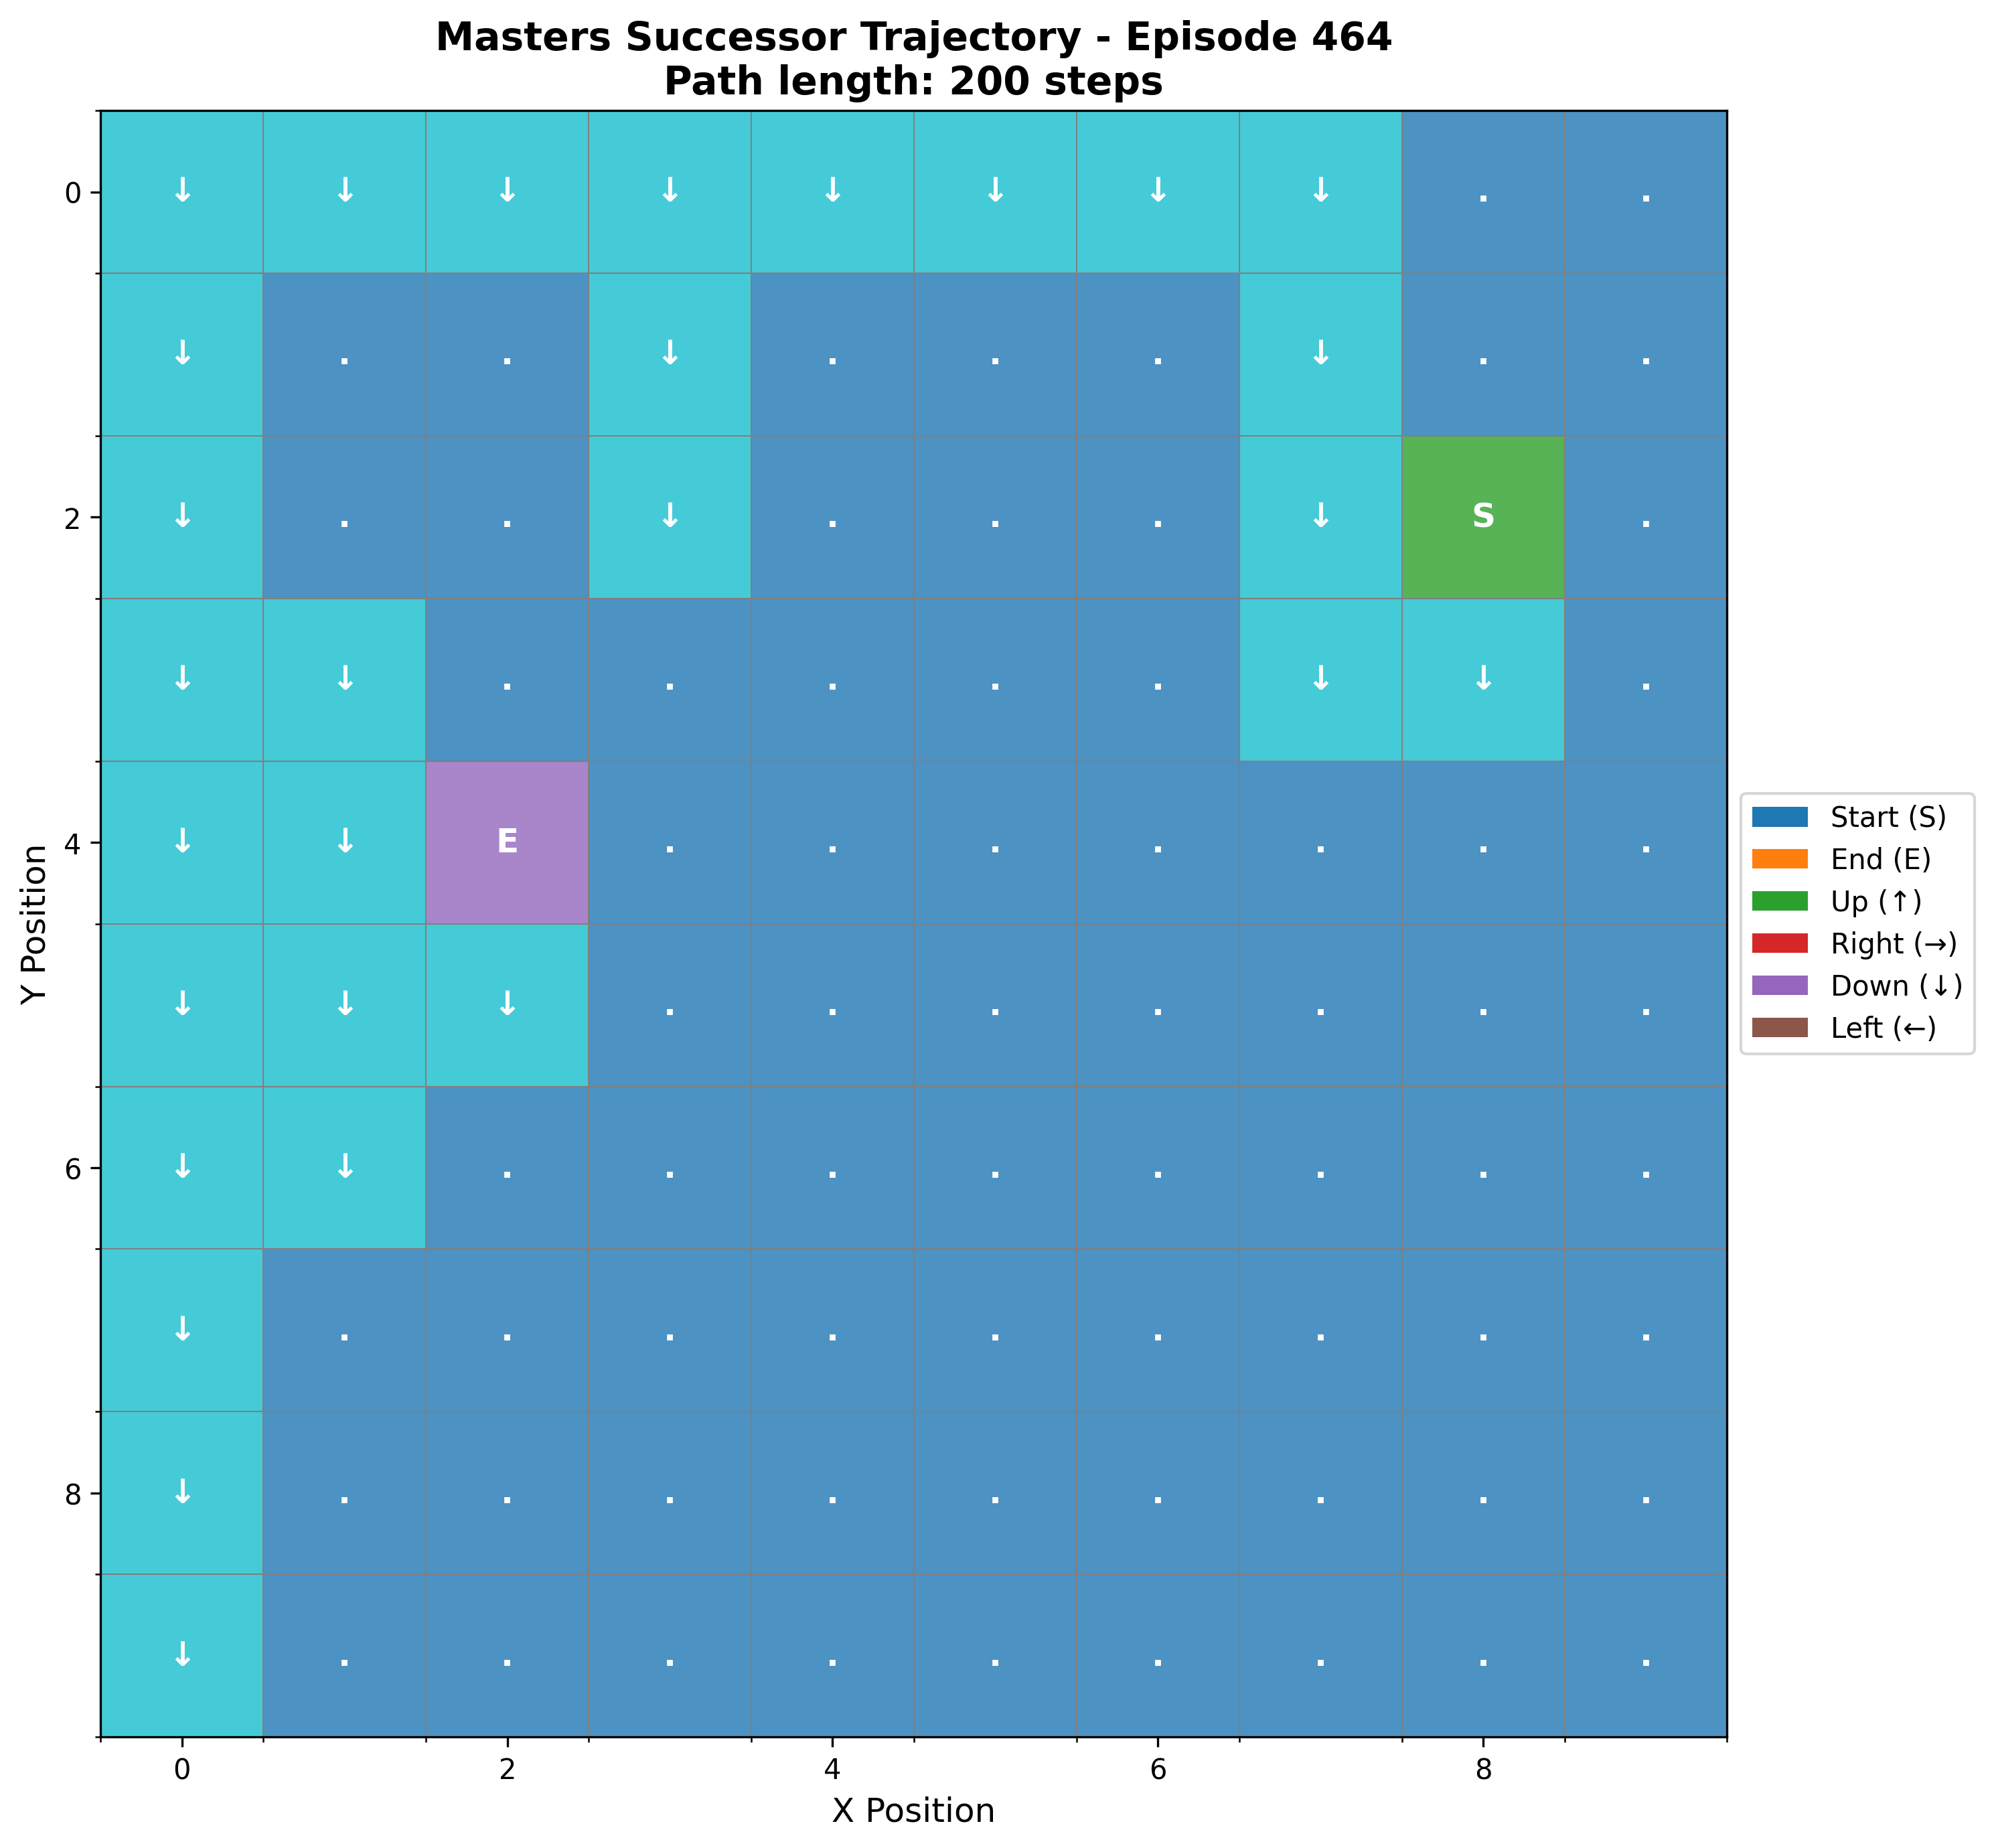 Masters Successor Trajectory - Episode 464
Path length: 200 steps
0 ↓ ↓ ↓ ↓ ↓ ↓ ↓ ↓ . .
↓ . . ↓ . . . ↓ . .
2 ↓ . . ↓ . . . ↓ S .
↓ ↓ . . . . . ↓ ↓ .
4 ↓ ↓ E . . . . . . .
↓ ↓ ↓ . . . . . . .
6 ↓ ↓ . . . . . . . .
↓ . . . . . . . . .
8 ↓ . . . . . . . . .
↓ . . . . . . . . .
0 2 4 6 8
X Position
Y Position
Start (S)
End (E)
Up (↑)
Right (→)
Down (↓)
Left (←)